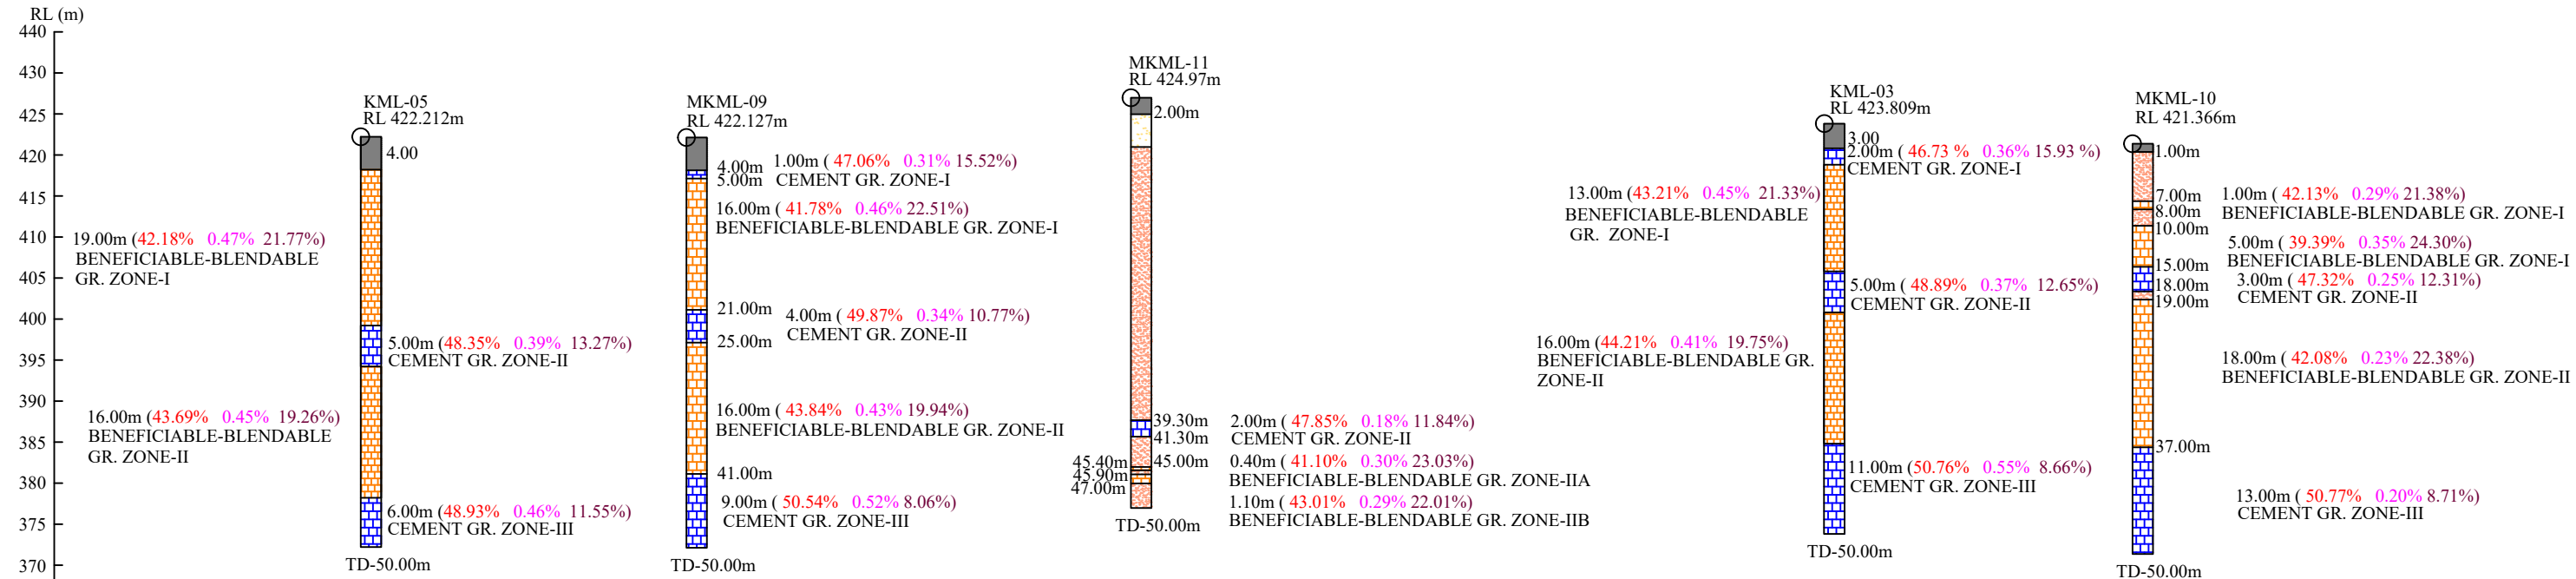 RL (m)
440
430
425
420
415
410
405
400
395
390
385
380
375
370
KML-05
RL 422.212m
4.00
19.00m (42.18% 0.47% 21.77%)
BENEFICIABLE-BLENDABLE
GR. ZONE-I
5.00m (48.35% 0.39% 13.27%)
CEMENT GR. ZONE-II
16.00m (43.69% 0.45% 19.26%)
BENEFICIABLE-BLENDABLE
GR. ZONE-II
6.00m (48.93% 0.46% 11.55%)
CEMENT GR. ZONE-III
TD-50.00m
MKML-09
RL 422.127m
4.00m
5.00m
1.00m ( 47.06% 0.31% 15.52%)
CEMENT GR. ZONE-I
16.00m ( 41.78% 0.46% 22.51%)
BENEFICIABLE-BLENDABLE GR. ZONE-I
21.00m
4.00m ( 49.87% 0.34% 10.77%)
CEMENT GR. ZONE-II
25.00m
16.00m ( 43.84% 0.43% 19.94%)
BENEFICIABLE-BLENDABLE GR. ZONE-II
41.00m
9.00m ( 50.54% 0.52% 8.06%)
CEMENT GR. ZONE-III
TD-50.00m
MKML-11
RL 424.97m
2.00m
39.30m
2.00m ( 47.85% 0.18% 11.84%)
CEMENT GR. ZONE-II
41.30m
45.00m
45.40m
0.40m ( 41.10% 0.30% 23.03%)
BENEFICIABLE-BLENDABLE GR. ZONE-IIA
45.90m
47.00m
1.10m ( 43.01% 0.29% 22.01%)
BENEFICIABLE-BLENDABLE GR. ZONE-IIB
TD-50.00m
KML-03
RL 423.809m
3.00
2.00m ( 46.73 % 0.36% 15.93 %)
CEMENT GR. ZONE-I
13.00m (43.21% 0.45% 21.33%)
BENEFICIABLE-BLENDABLE
GR. ZONE-I
5.00m ( 48.89% 0.37% 12.65%)
CEMENT GR. ZONE-II
16.00m (44.21% 0.41% 19.75%)
BENEFICIABLE-BLENDABLE GR.
ZONE-II
11.00m (50.76% 0.55% 8.66%)
CEMENT GR. ZONE-III
TD-50.00m
MKML-10
RL 421.366m
1.00m
7.00m
1.00m ( 42.13% 0.29% 21.38%)
BENEFICIABLE-BLENDABLE GR. ZONE-I
8.00m
10.00m
5.00m ( 39.39% 0.35% 24.30%)
BENEFICIABLE-BLENDABLE GR. ZONE-I
15.00m
3.00m ( 47.32% 0.25% 12.31%)
CEMENT GR. ZONE-II
18.00m
19.00m
18.00m ( 42.08% 0.23% 22.38%)
BENEFICIABLE-BLENDABLE GR. ZONE-II
37.00m
13.00m ( 50.77% 0.20% 8.71%)
CEMENT GR. ZONE-III
TD-50.00m